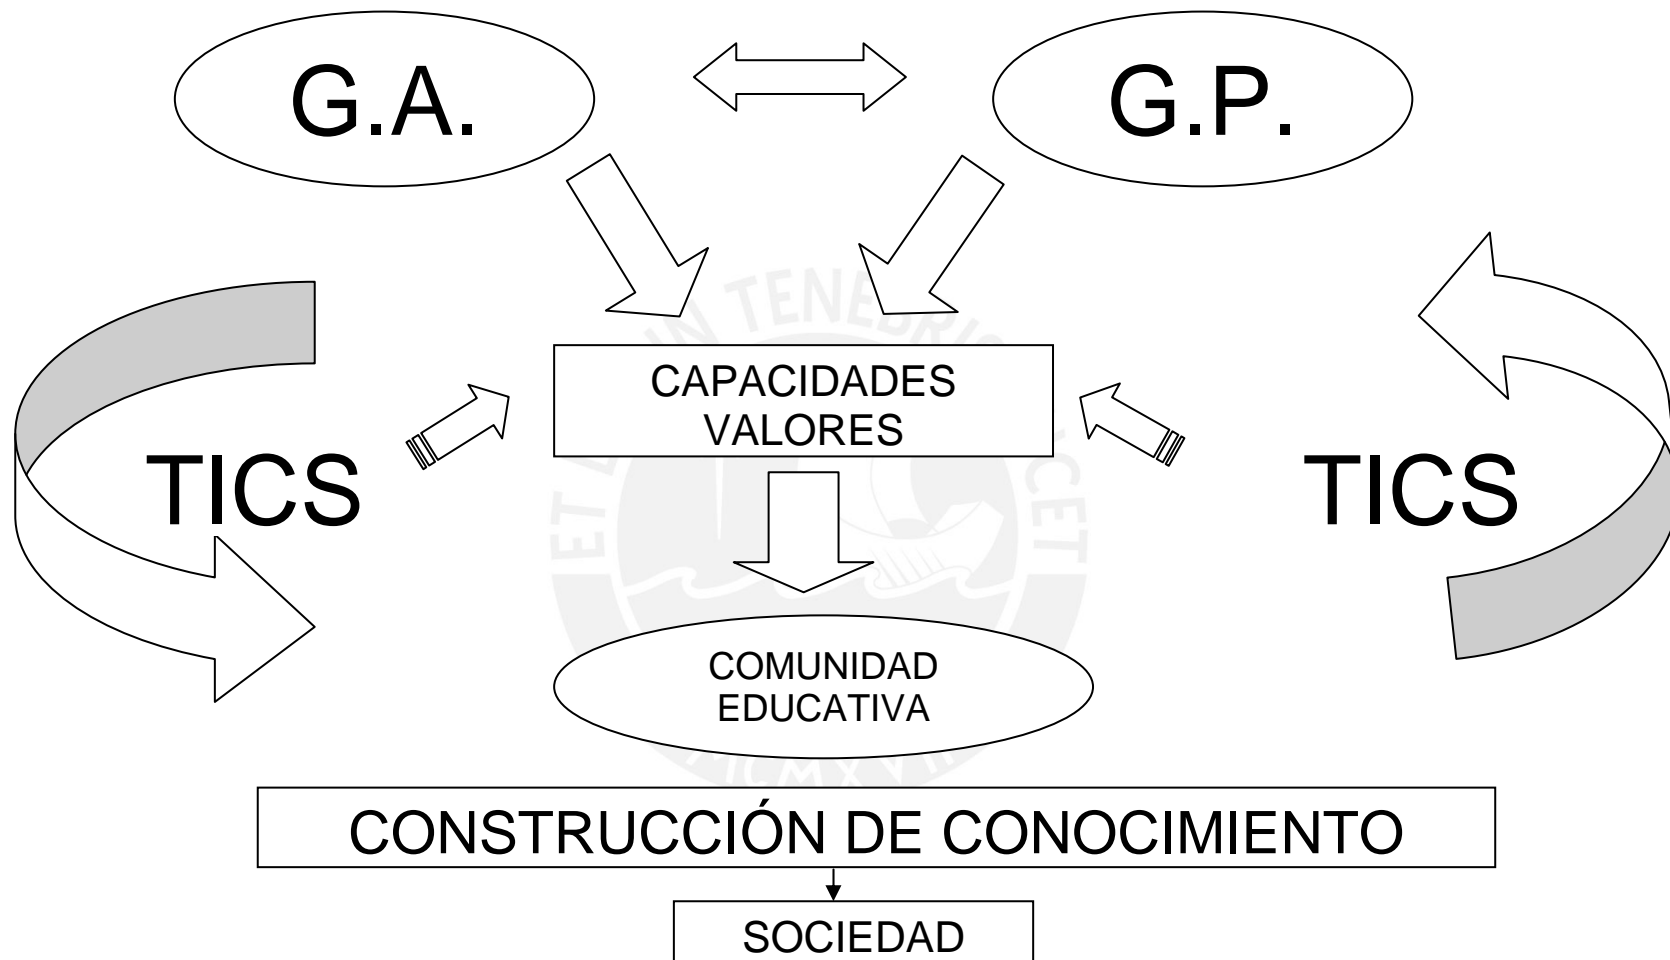 G.A.
G.P.
CAPACIDADES
VALORES
TICS
TICS
COMUNIDAD
EDUCATIVA
CONSTRUCCIÓN DE CONOCIMIENTO
SOCIEDAD